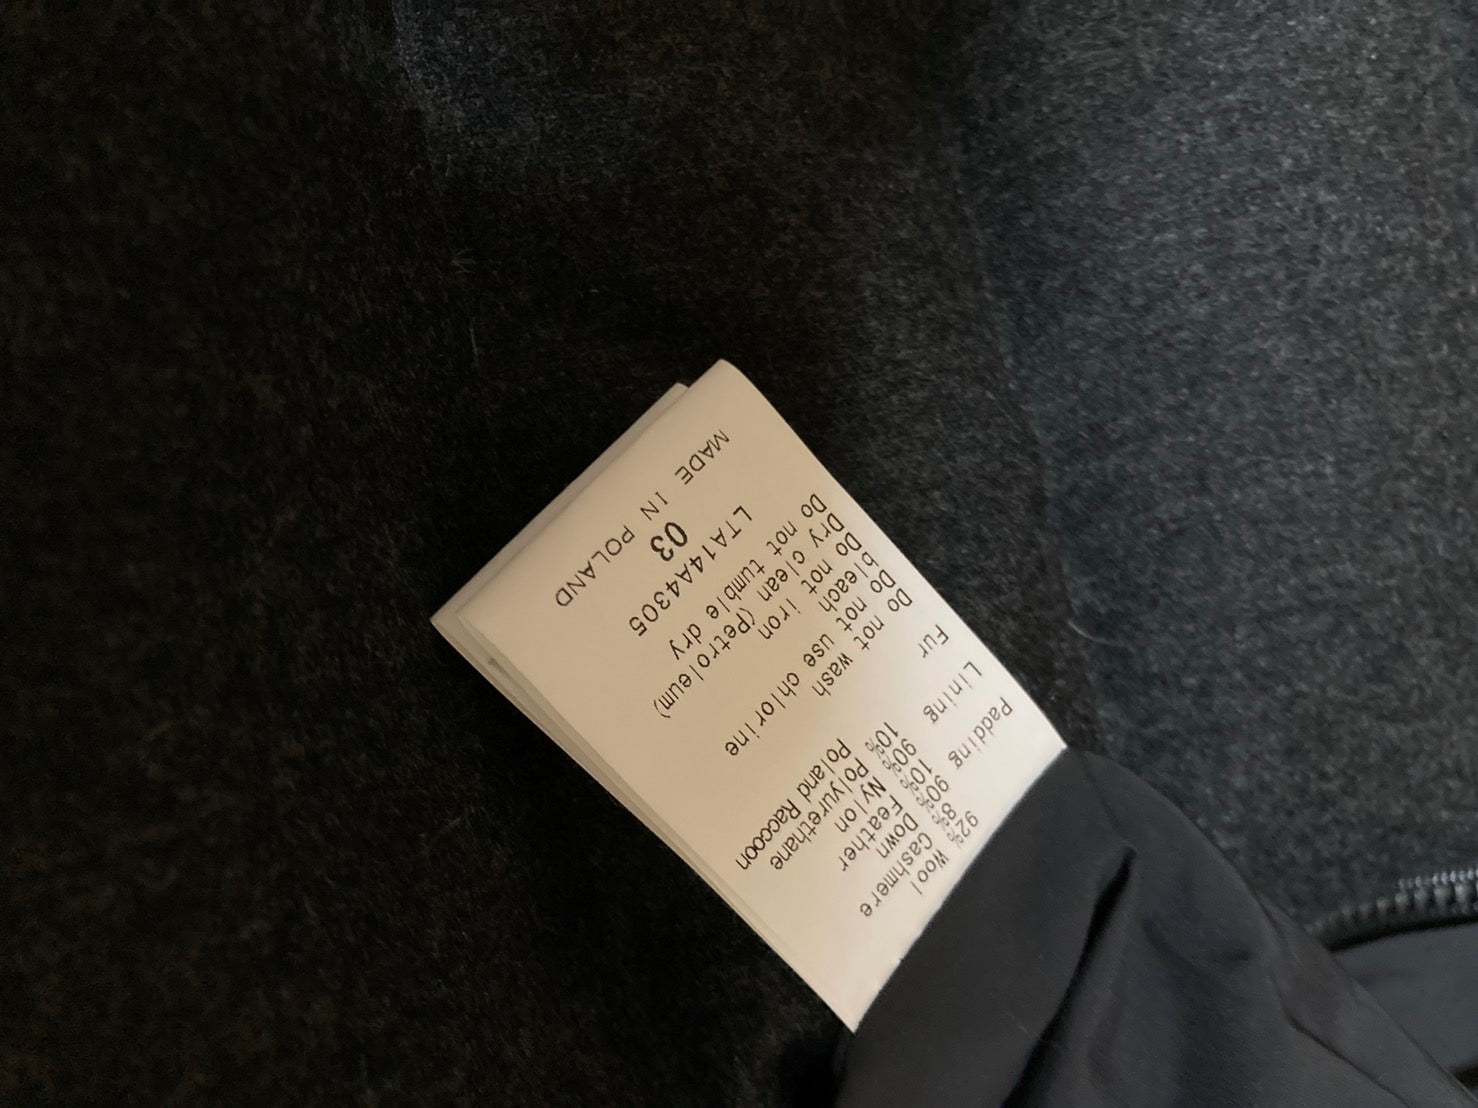 92% wool
8% Cashmere
Padding 90% Down
10% Feather
Lining 90% Nylon
10% Polyurethane
Fur Poland Raccoon
Do not wash
Do not use chlorine
bleach
Do not iron
Dry clean (Petroleum)
Do not tumble dry
LTA14A4305
03
MADE IN POLAND